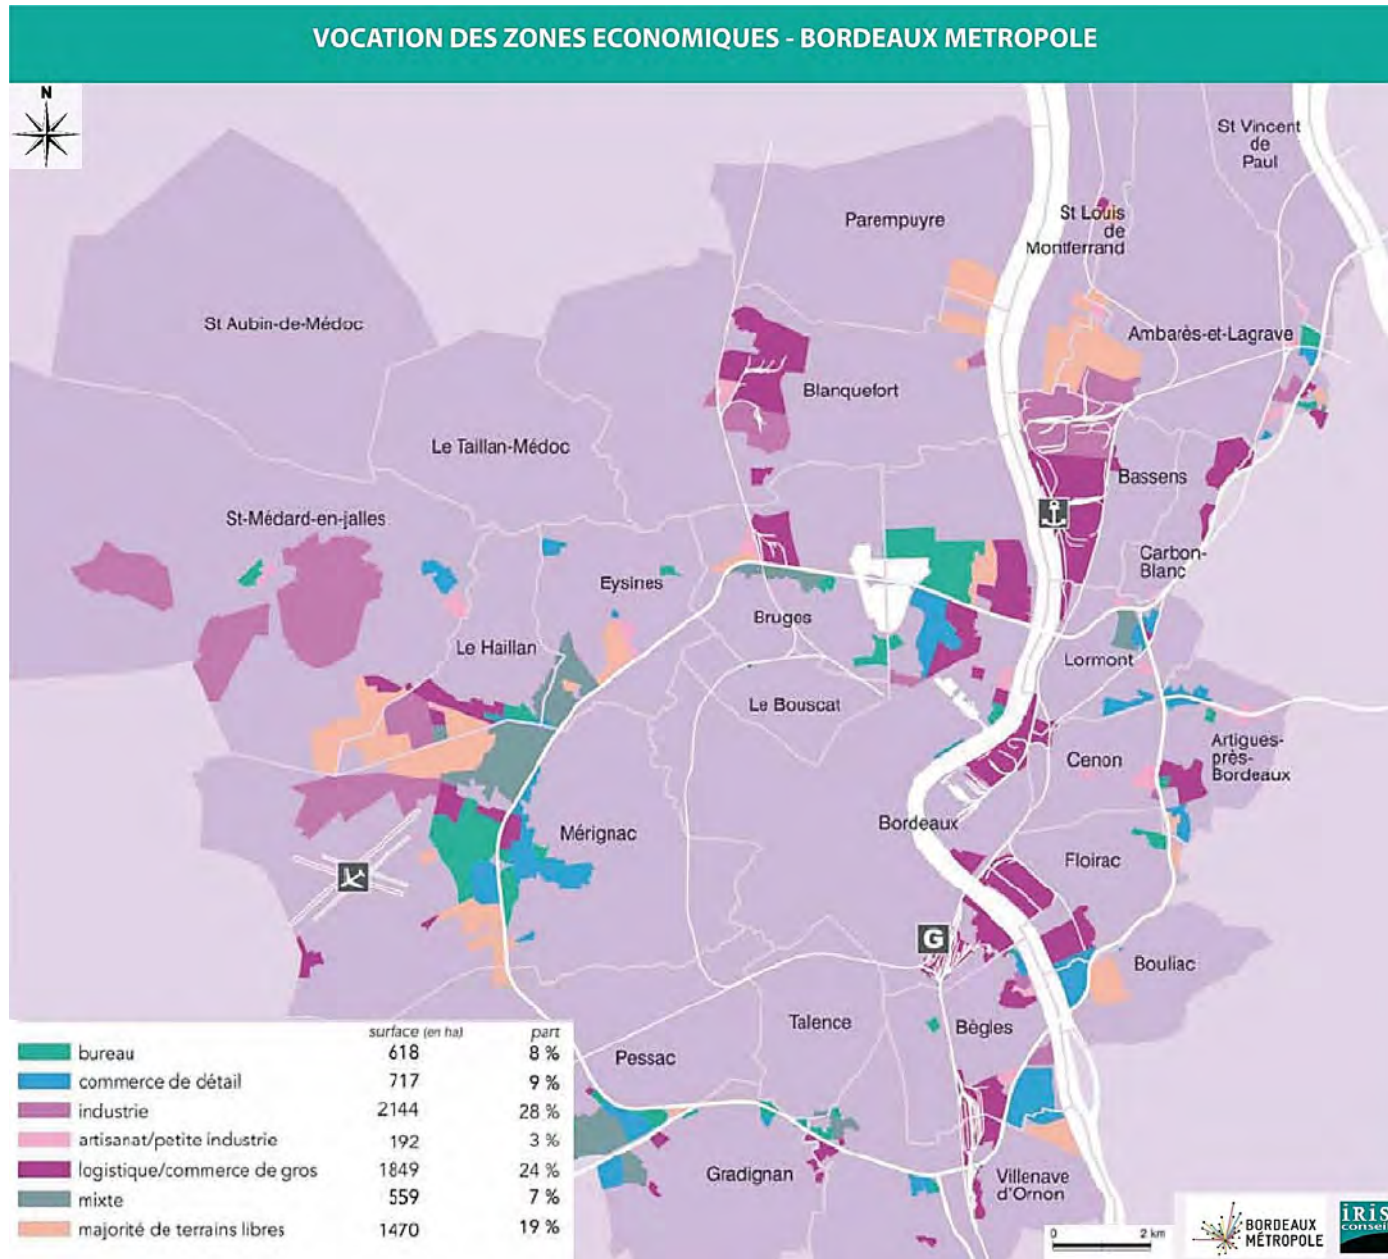 VOCATION DES ZONES ECONOMIQUES - BORDEAUX METROPOLE
N
St Vincent
de
Paul
Parempuyre
St Louis
de
Montferrand
St Aubin-de-Médoc
Ambarès-et-Lagrave
Blanquefort
Le Taillan-Médoc
Bassens
St-Médard-en-jalles
Carbon-
Blanc
Eysines
Bruges
Le Haillan
Lormont
Le Bouscat
Artigues-
près-
Bordeaux
Cenon
Bordeaux
Mérignac
Floirac
G
Bouliac
Talence
Bègles
Pessac
Gradignan
Villenave
d'Ornon
surface (en ha) part
bureau 618 8 %
commerce de détail 717 9 %
industrie 2144 28 %
artisanat/petite industrie 192 3 %
logistique/commerce de gros 1849 24 %
mixte 559 7 %
majorité de terrains libres 1470 19 %
0 2 km
BORDEAUX
MÉTROPOLE
iRiS
conseil